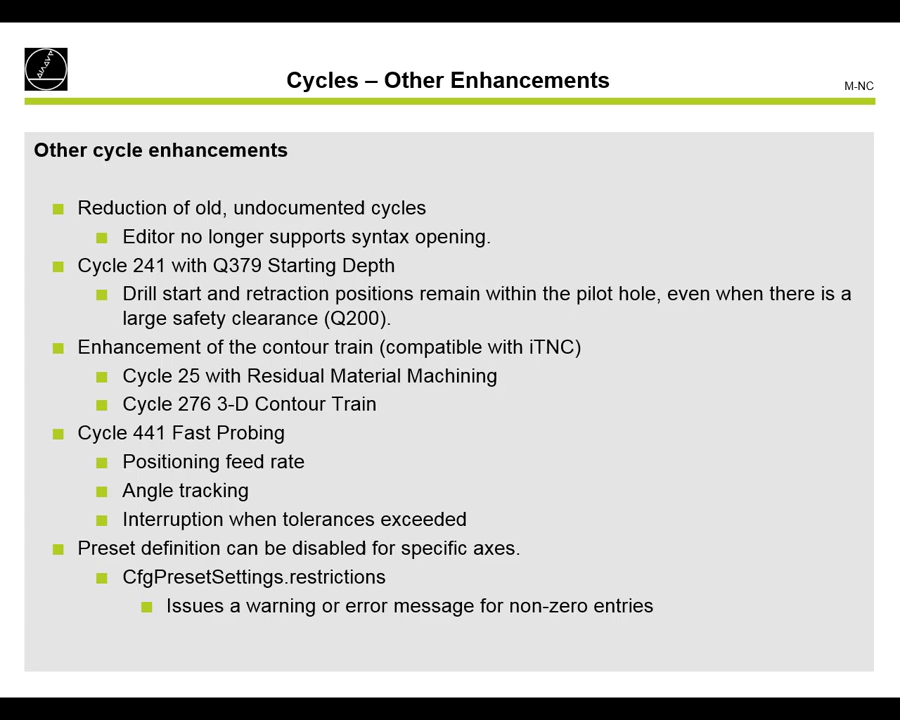 Cycles – Other Enhancements
M-NC
Other cycle enhancements
Reduction of old, undocumented cycles
Editor no longer supports syntax opening.
Cycle 241 with Q379 Starting Depth
Drill start and retraction positions remain within the pilot hole, even when there is a
large safety clearance (Q200).
Enhancement of the contour train (compatible with iTNC)
Cycle 25 with Residual Material Machining
Cycle 276 3-D Contour Train
Cycle 441 Fast Probing
Positioning feed rate
Angle tracking
Interruption when tolerances exceeded
Preset definition can be disabled for specific axes.
CfgPresetSettings.restrictions
Issues a warning or error message for non-zero entries